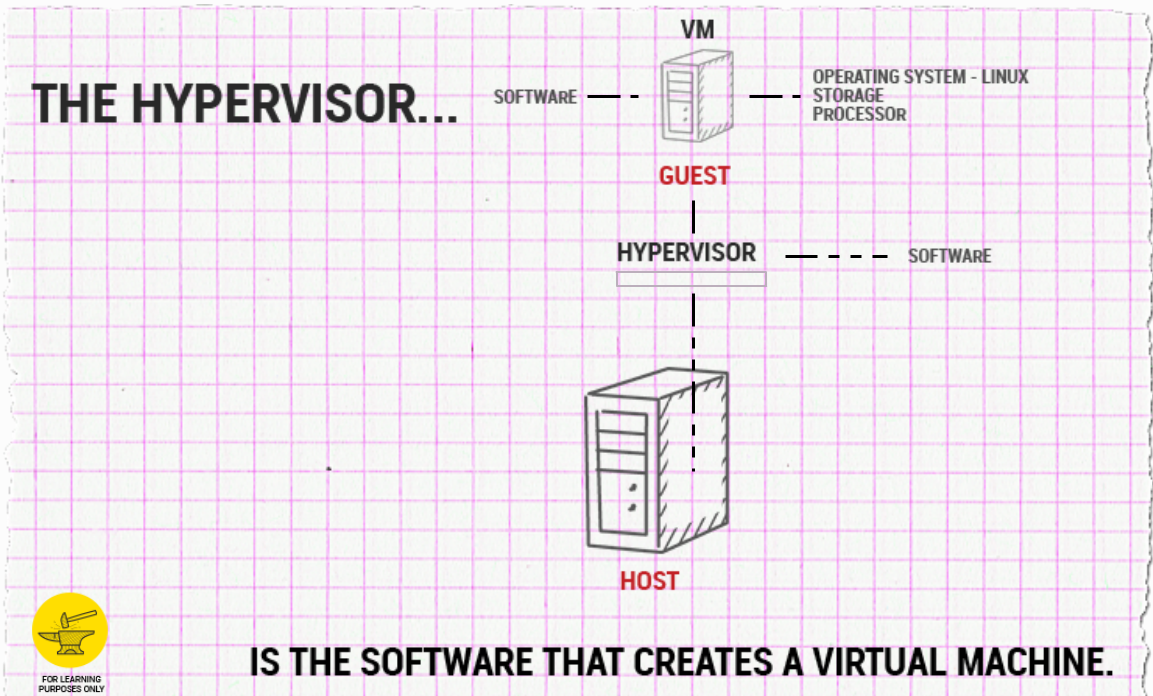 VM
THE HYPERVISOR...
SOFTWARE
OPERATING SYSTEM - LINUX
STORAGE
PROCESSOR
GUEST
HYPERVISOR
SOFTWARE
HOST
IS THE SOFTWARE THAT CREATES A VIRTUAL MACHINE.
FOR LEARNING
PURPOSES ONLY